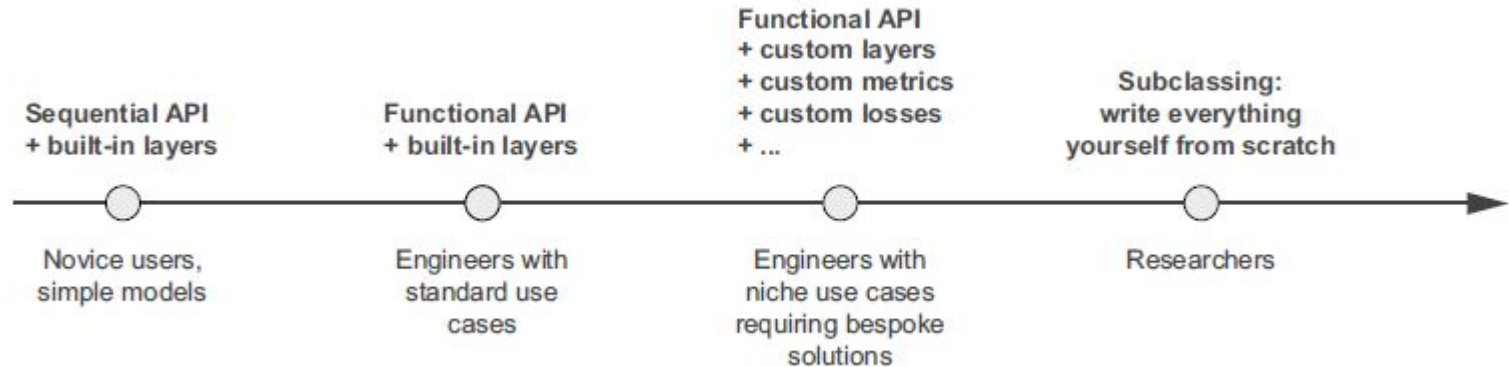 Sequential API
+ built-in layers
Novice users,
simple models
Functional API
+ built-in layers
Engineers with
standard use
cases
Functional API
+ custom layers
+ custom metrics
+ custom losses
+ ...
Engineers with
niche use cases
requiring bespoke
solutions
Subclassing:
write everything
yourself from scratch
Researchers